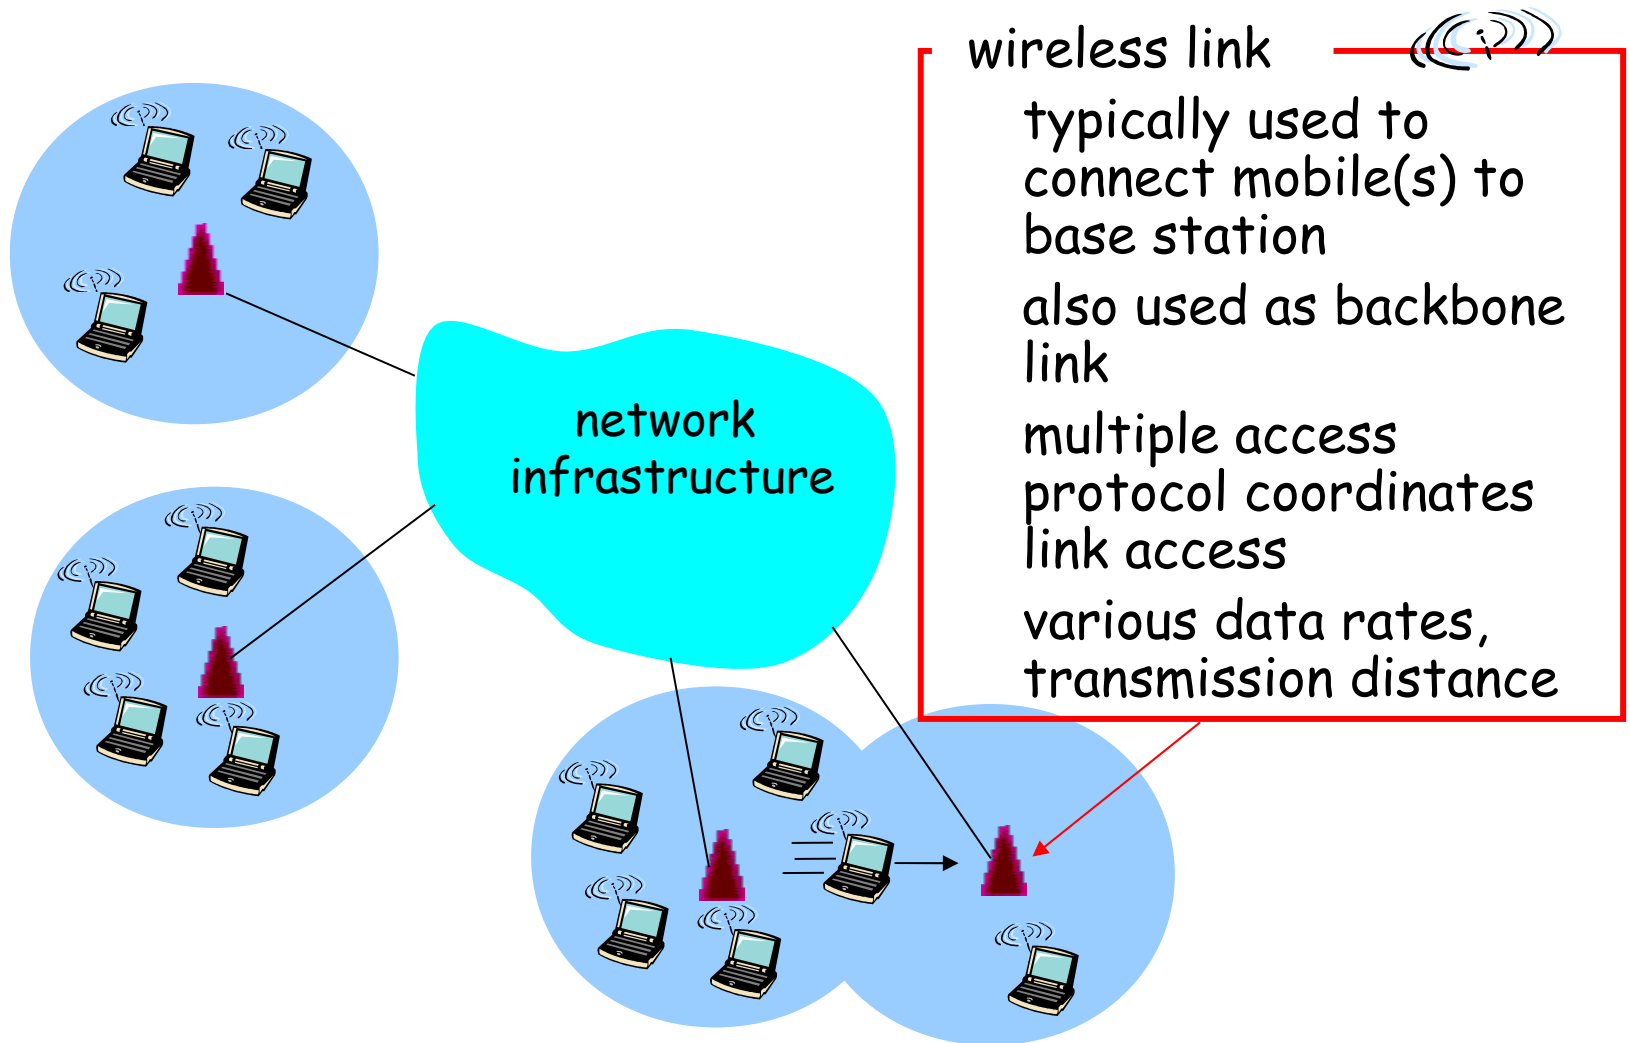 wireless link
typically used to
connect mobile(s) to
base station
also used as backbone
link
multiple access
protocol coordinates
link access
various data rates,
transmission distance
network
infrastructure